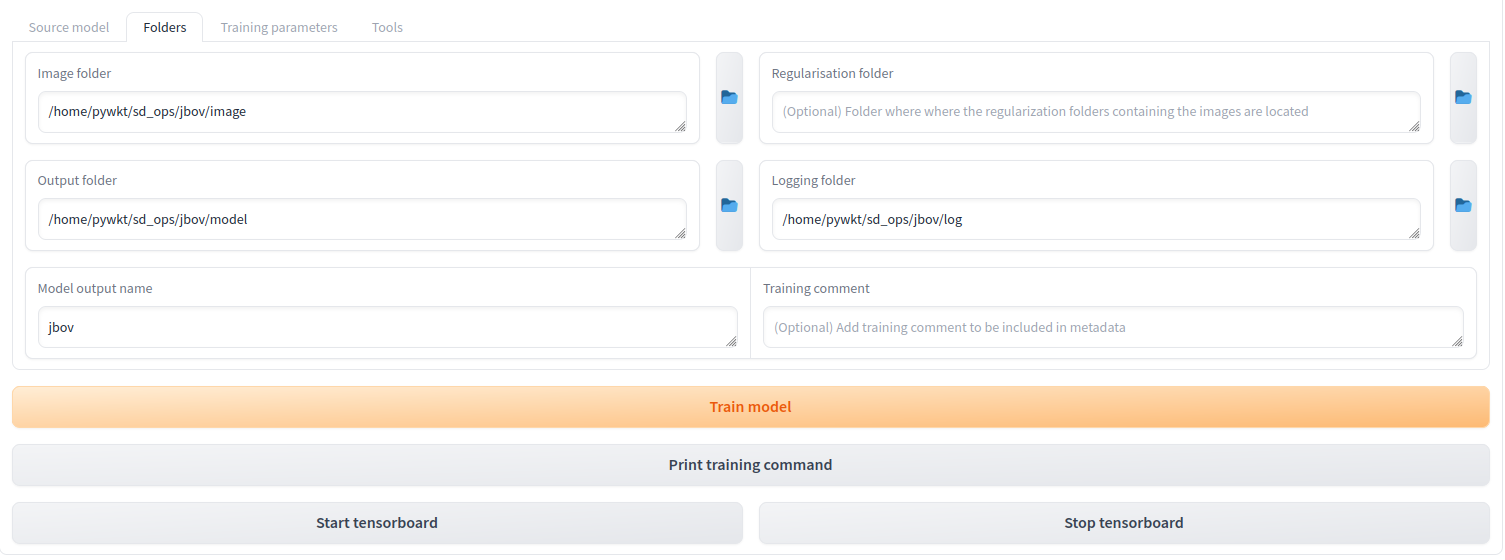 Source model Folders Training parameters Tools
Image folder
/home/pywkt/sd_ops/jbov/image
Regularisation folder
(Optional) Folder where where the regularization folders containing the images are located
Output folder
/home/pywkt/sd_ops/jbov/model
Logging folder
/home/pywkt/sd_ops/jbov/log
Model output name
jbov
Training comment
(Optional) Add training comment to be included in metadata
Train model
Print training command
Start tensorboard
Stop tensorboard